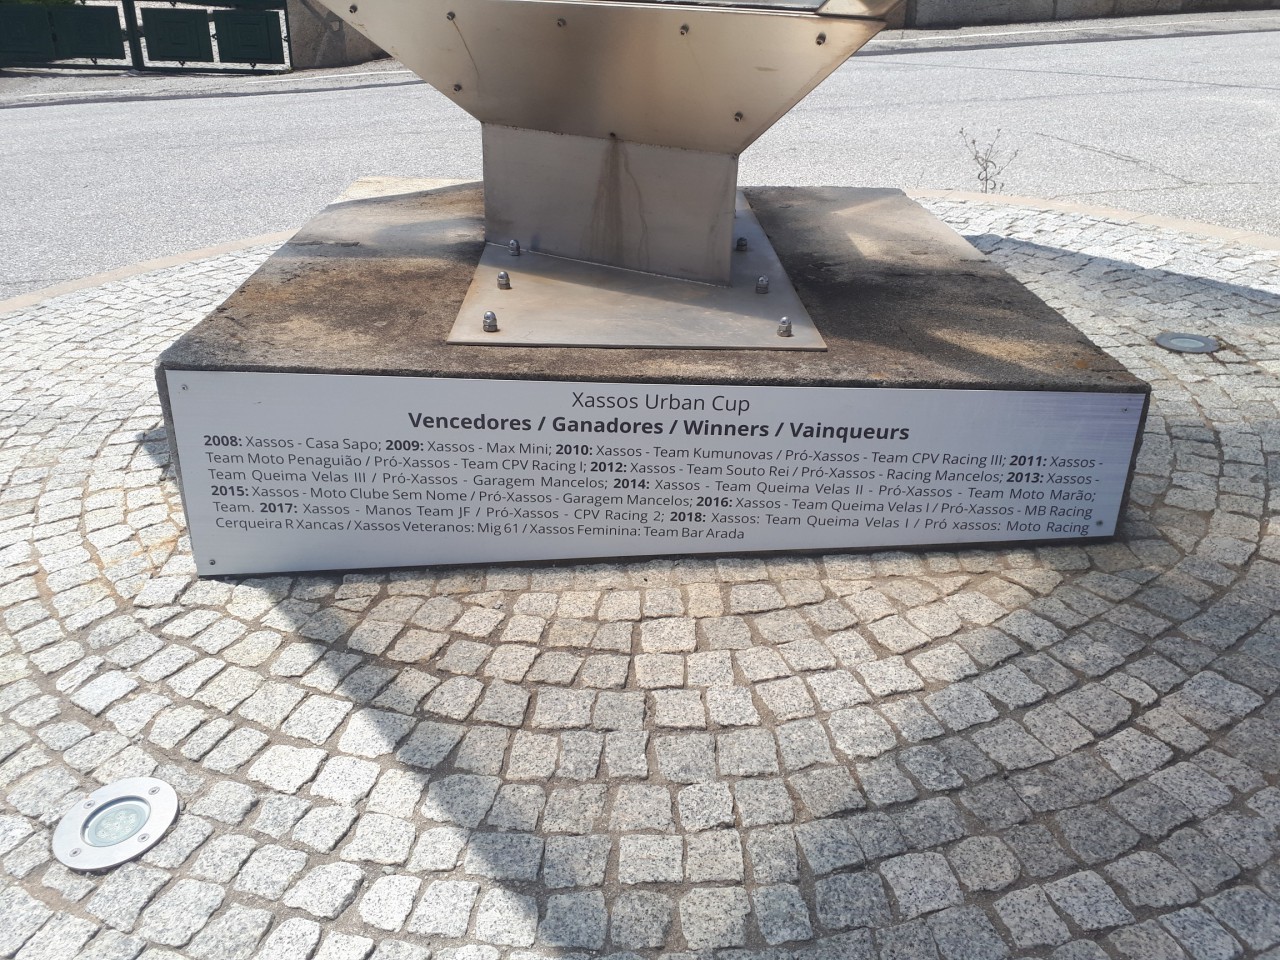 Xassos Urban Cup
Vencedores / Ganadores / Winners / Vainqueurs
2008: Xassos - Casa Sapo; 2009: Xassos - Max Mini; 2010: Xassos - Team Kumunovas / Pró-Xassos - Team CPV Racing III; 2011: Xassos -
Team Moto Penaguião / Pró-Xassos - Team CPV Racing I; 2012: Xassos - Team Souto Rei / Pró-Xassos - Racing Mancelos; 2013: Xassos -
Team Queima Velas III / Pró-Xassos - Garagem Mancelos; 2014: Xassos - Team Queima Velas II - Pró-Xassos - Team Moto Marão;
2015: Xassos - Moto Clube Sem Nome / Pró-Xassos - Garagem Mancelos; 2016: Xassos - Team Queima Velas I / Pró-Xassos - MB Racing
Team. 2017: Xassos - Manos Team JF / Pró-Xassos - CPV Racing 2; 2018: Xassos: Team Queima Velas I / Pró xassos: Moto Racing
Cerqueira R Xancas / Xassos Veteranos: Mig 61 / Xassos Feminina: Team Bar Arada